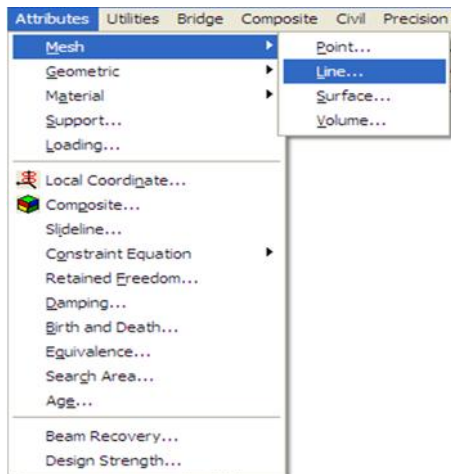 Attributes Utilities Bridge Composite Civil Precision
Mesh
Point...
Geometric
Line...
Material
Surface...
Support...
Volume...
Loading...
Local Coordinate...
Composite...
Slideline...
Constraint Equation
Retained Freedom...
Damping...
Birth and Death...
Equivalence...
Search Area...
Age...
Beam Recovery...
Design Strength...